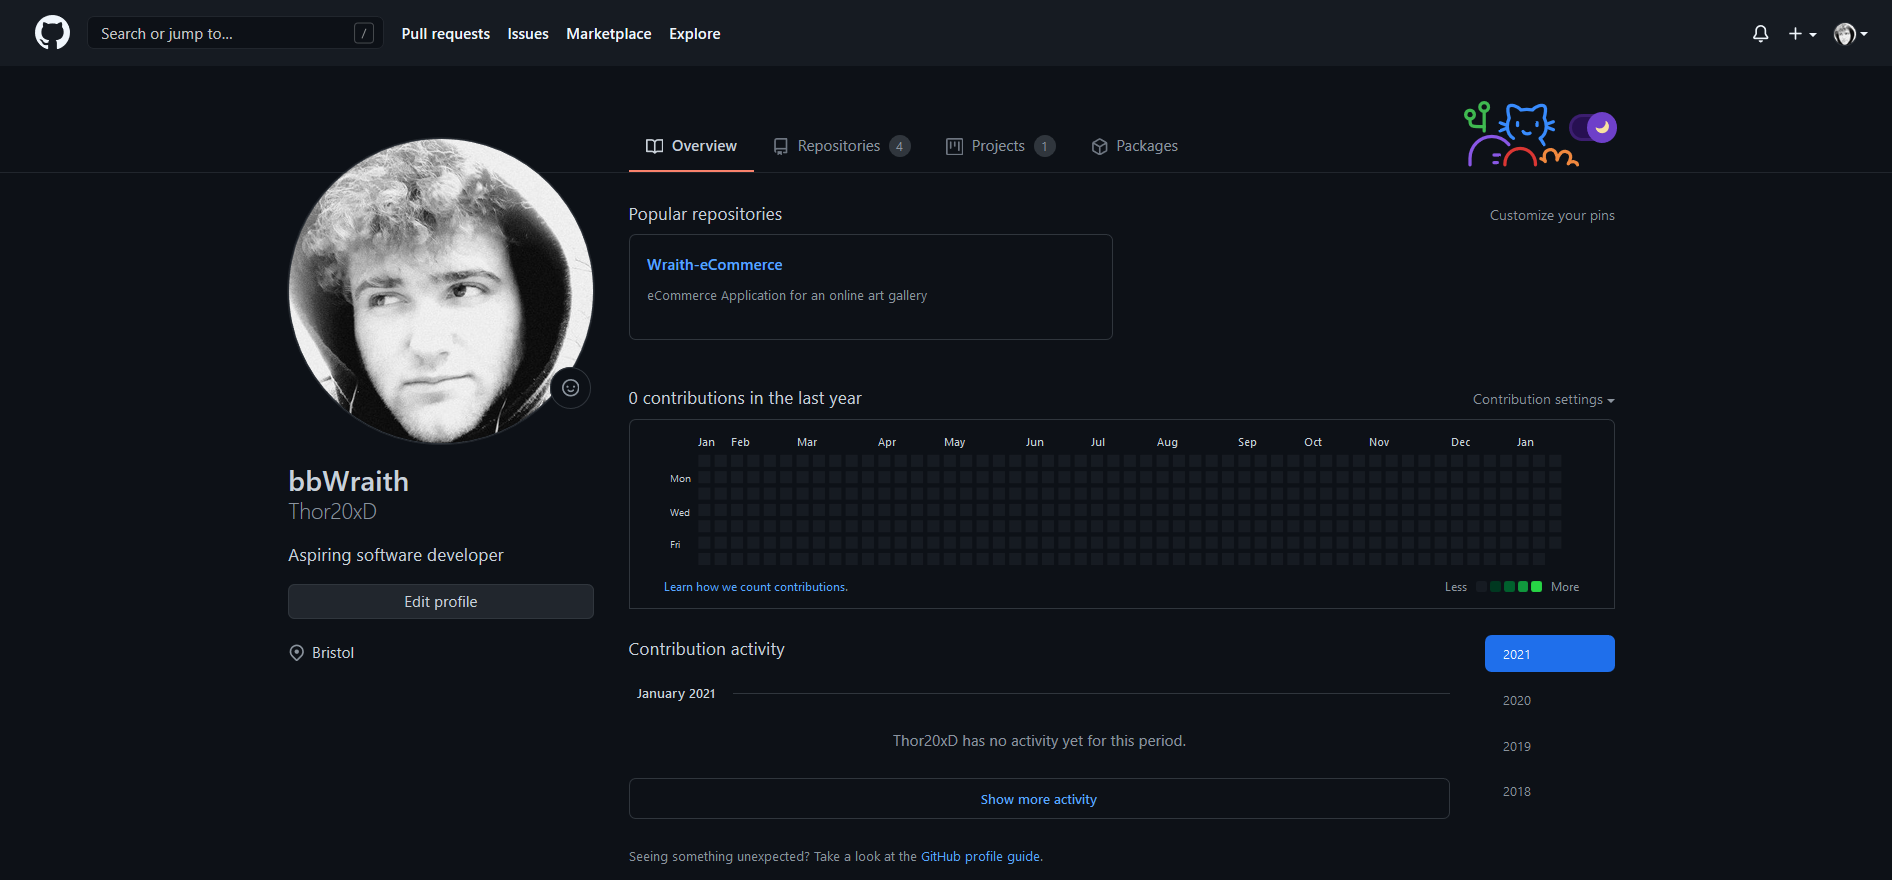 Search or jump to... /
Pull requests Issues Marketplace Explore
Overview Repositories 4 Projects 1 Packages
Popular repositories Customize your pins
Wraith-eCommerce
eCommerce Application for an online art gallery
0 contributions in the last year Contribution settings
Jan Feb Mar Apr May Jun Jul Aug Sep Oct Nov Dec Jan
Mon
Wed
Fri
Learn how we count contributions. Less More
bbWraith
Thor20xD
Aspiring software developer
Edit profile
Bristol
Contribution activity
January 2021
Thor20xD has no activity yet for this period.
Show more activity
Seeing something unexpected? Take a look at the GitHub profile guide.
2021
2020
2019
2018